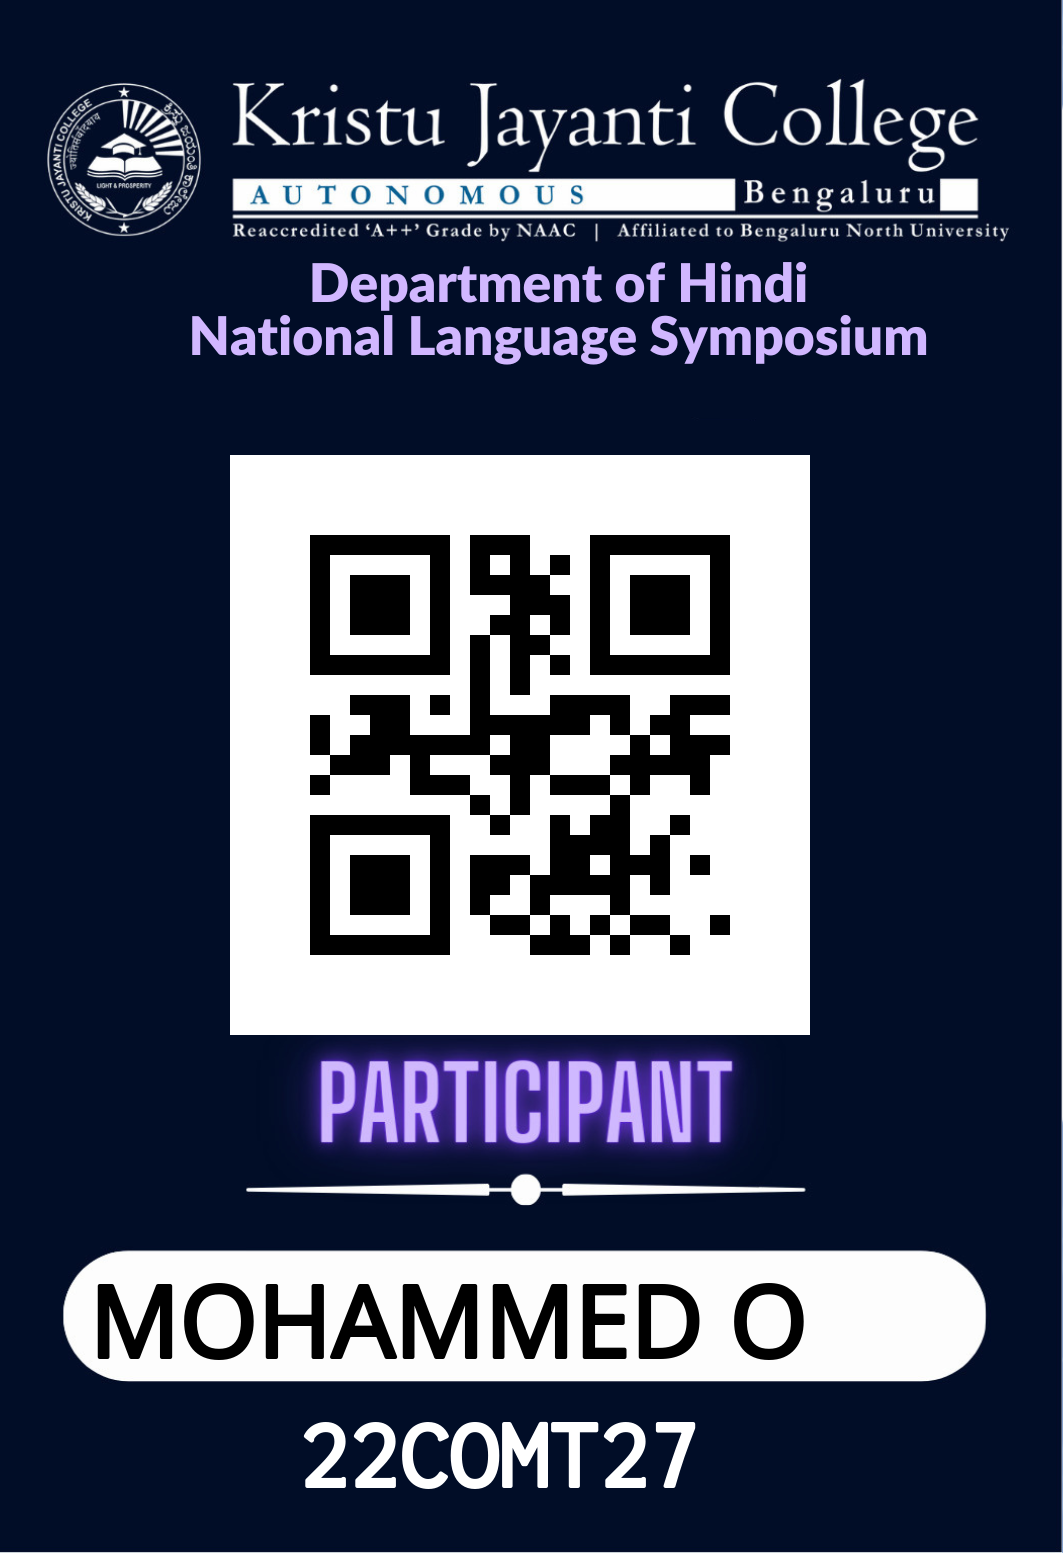 Kristu Jayanti College
AUTONOMOUS Bengaluru
Reaccredited ‘A++’ Grade by NAAC | Affiliated to Bengaluru North University
KRISTU JAYANTI COLLEGE
LIGHT & PROSPERITY
Department of Hindi
National Language Symposium
PARTICIPANT
MOHAMMED O
22COMT27